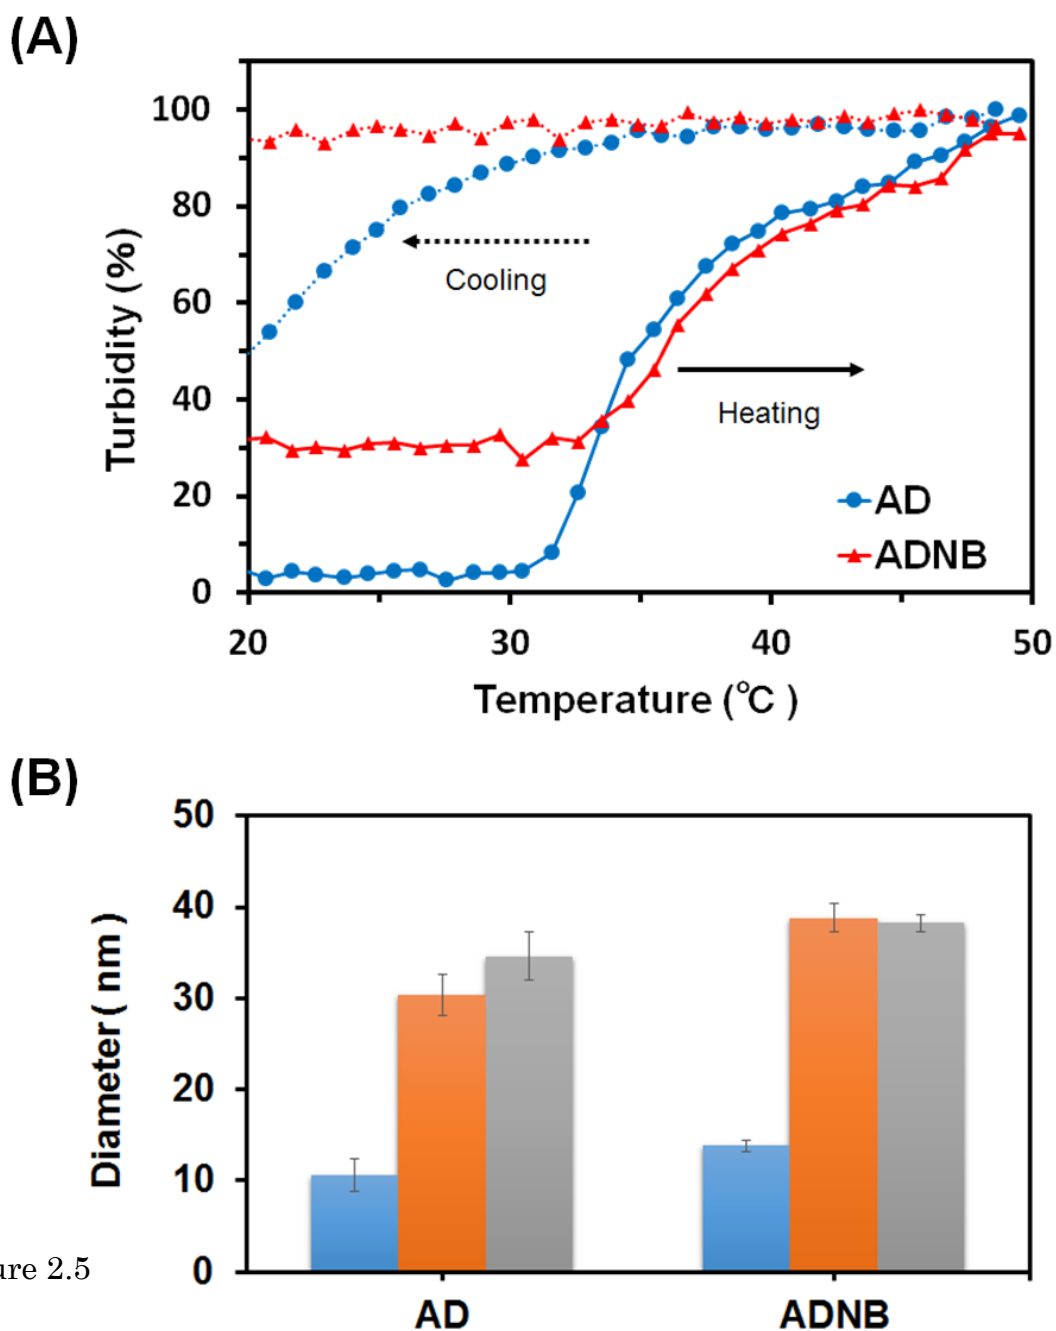 (A)
100
80
60
40
20
0
Turbidity (%)
Cooling
Heating
AD
ADNB
20 30 40 50
Temperature (℃ )
(B)
50
40
30
20
10
0
Diameter ( nm )
ure 2.5
AD ADNB